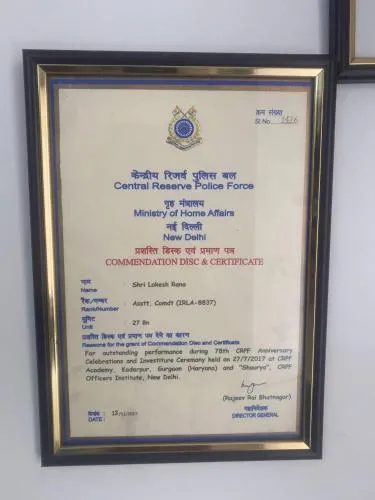 क्रम संख्या
Sl No. 1426
केन्द्रीय रिजर्व पुलिस बल
Central Reserve Police Force
गृह मंत्रालय
Ministry of Home Affairs
नई दिल्ली
New Delhi
प्रशस्ति डिस्क एवं प्रमाण पत्र
COMMENDATION DISC & CERTIFICATE
नाम
Name : Shri Lokesh Rana
रैंक/नम्बर
Rank/Number : Asstt. Comdt (IRLA-8837)
यूनिट
Unit : 27 Bn
प्रशस्ति डिस्क एवं प्रमाण पत्र देने का कारण
Reasons for the grant of Commendation Disc and Certificate
For outstanding performance during 78th CRPF Anniversary
Celebrations and Investiture Ceremony held on 27/7/2017 at CRPF
Academy, Kadarpur, Gurgaon (Haryana) and "Shaurya", CRPF
Officers Institute, New Delhi.
(Rajeev Rai Bhatnagar)
महानिदेशक
DIRECTOR GENERAL
दिनांक :
DATE :